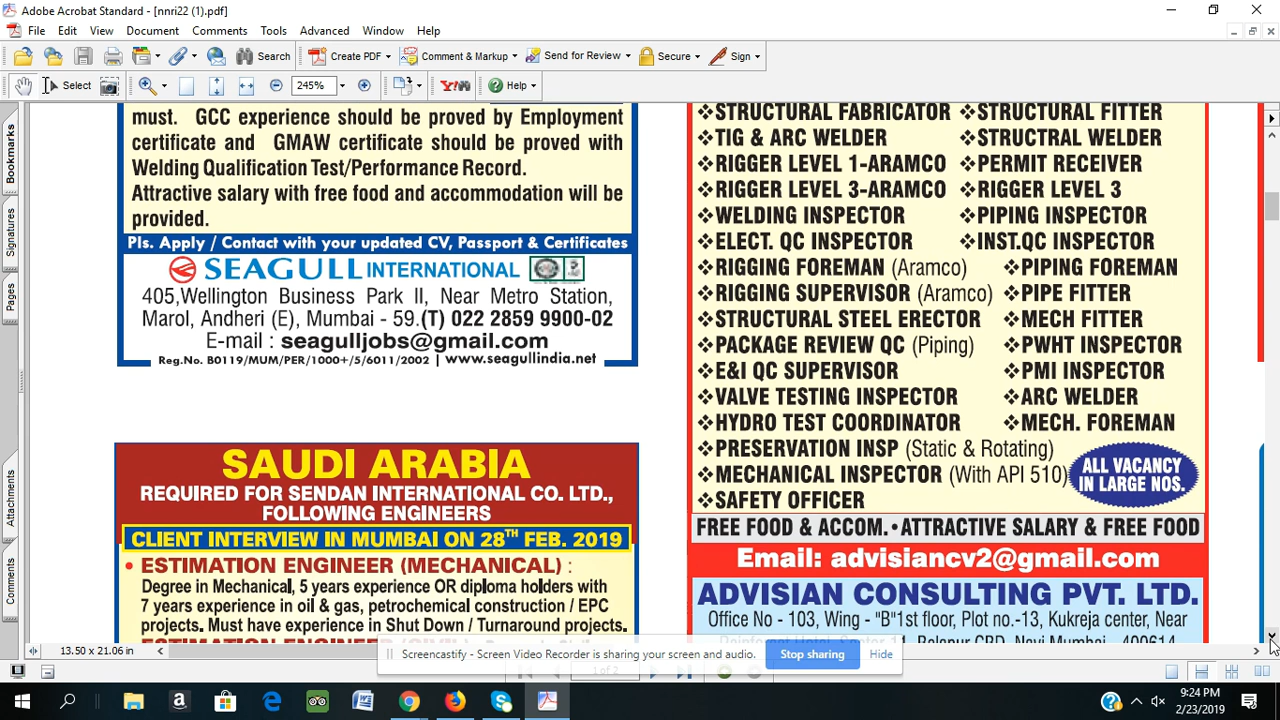 Adobe Acrobat Standard - [nnri22 (1).pdf]
File Edit View Document Comments Tools Advanced Window Help
Search Create PDF Comment & Markup Send for Review Secure Sign
Select 245% Y! Help
Bookmarks
Signatures
Pages
Attachments
Comments
must. GCC experience should be proved by Employment
certificate and GMAW certificate should be proved with
Welding Qualification Test/Performance Record.
Attractive salary with free food and accommodation will be
provided.
Pls. Apply / Contact with your updated CV, Passport & Certificates
SEAGULL INTERNATIONAL
405,Wellington Business Park II, Near Metro Station,
Marol, Andheri (E), Mumbai - 59.(T) 022 2859 9900-02
E-mail : seagulljobs@gmail.com
Reg.No. B0119/MUM/PER/1000+/5/6011/2002 | www.seagullindia.net
SAUDI ARABIA
REQUIRED FOR SENDAN INTERNATIONAL CO. LTD.,
FOLLOWING ENGINEERS
CLIENT INTERVIEW IN MUMBAI ON 28TH FEB. 2019
• ESTIMATION ENGINEER (MECHANICAL) :
Degree in Mechanical, 5 years experience OR diploma holders with
7 years experience in oil & gas, petrochemical construction / EPC
projects. Must have experience in Shut Down / Turnaround projects.
❖STRUCTURAL FABRICATOR ❖STRUCTURAL FITTER
❖TIG & ARC WELDER ❖STRUCTRAL WELDER
❖RIGGER LEVEL 1-ARAMCO ❖PERMIT RECEIVER
❖RIGGER LEVEL 3-ARAMCO ❖RIGGER LEVEL 3
❖WELDING INSPECTOR ❖PIPING INSPECTOR
❖ELECT. QC INSPECTOR ❖INST.QC INSPECTOR
❖RIGGING FOREMAN (Aramco) ❖PIPING FOREMAN
❖RIGGING SUPERVISOR (Aramco) ❖PIPE FITTER
❖STRUCTURAL STEEL ERECTOR ❖MECH FITTER
❖PACKAGE REVIEW QC (Piping) ❖PWHT INSPECTOR
❖E&I QC SUPERVISOR ❖PMI INSPECTOR
❖VALVE TESTING INSPECTOR ❖ARC WELDER
❖HYDRO TEST COORDINATOR ❖MECH. FOREMAN
❖PRESERVATION INSP (Static & Rotating)
❖MECHANICAL INSPECTOR (With API 510)
❖SAFETY OFFICER
ALL VACANCY
IN LARGE NOS.
FREE FOOD & ACCOM. • ATTRACTIVE SALARY & FREE FOOD
Email: advisiancv2@gmail.com
ADVISIAN CONSULTING PVT. LTD.
Office No - 103, Wing - "B"1st floor, Plot no.-13, Kukreja center, Near
13.50 x 21.06 in
Screencastify - Screen Video Recorder is sharing your screen and audio. Stop sharing Hide
1 of 2
9:24 PM
2/23/2019